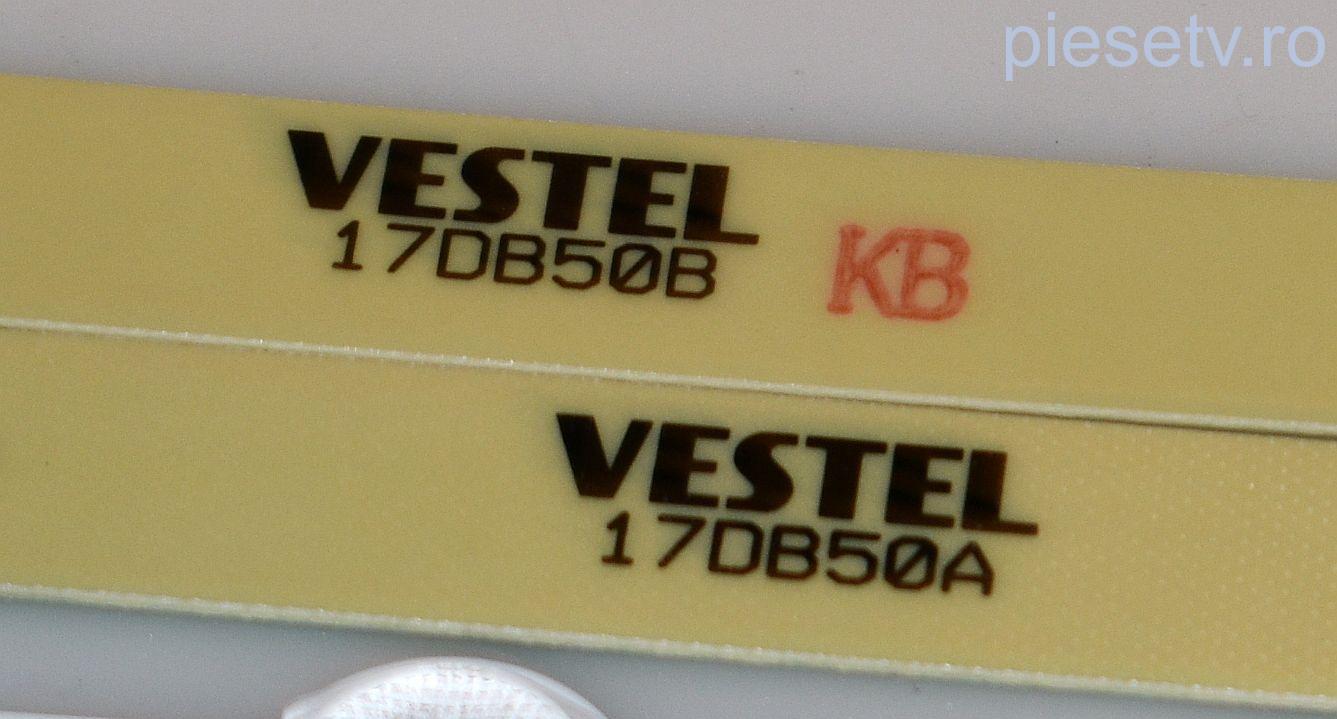 piesetv.ro
VESTEL
17DB50B
KB
VESTEL
17DB50A